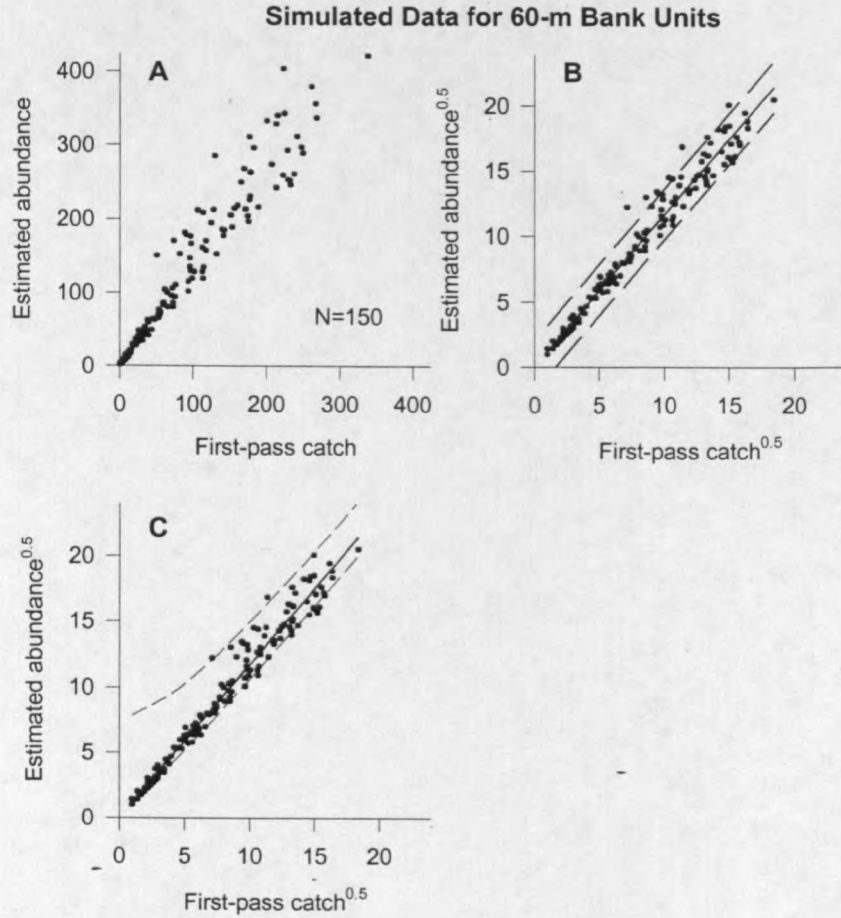 Simulated Data for 60-m Bank Units
A
Estimated abundance
400
300
200
100
0
N=150
0 100 200 300 400
First-pass catch
B
Estimated abundance^0.5
20
15
10
5
0
0 5 10 15 20
First-pass catch^0.5
C
Estimated abundance^0.5
20
15
10
5
0
0 5 10 15 20
First-pass catch^0.5